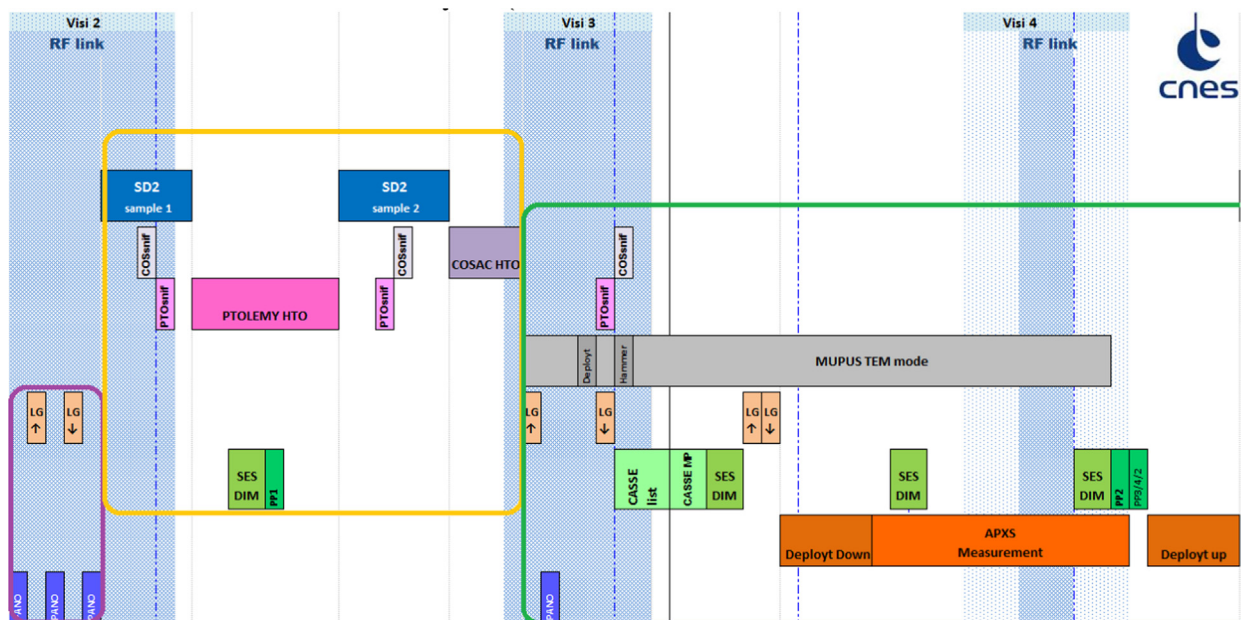 Visi 2
Visi 3
Visi 4
RF link
RF link
RF link
cnes
SD2
sample 1
SD2
sample 2
COSsnif
COSsnif
COSAC HTO
COSsnif
PTOsnif
PTOLEMY HTO
PTOsnif
PTOsnif
Deployt
Hammer
MUPUS TEM mode
LG
↑
LG
↓
LG
↑
LG
↓
LG
↑
LG
↓
SES
DIM
PP1
CASSE
list
CASSE MP
SES
DIM
SES
DIM
SES
DIM
PP2
PP3/4/2
Deployt Down
APXS
Measurement
Deployt up
PANO
PANO
PANO
PANO